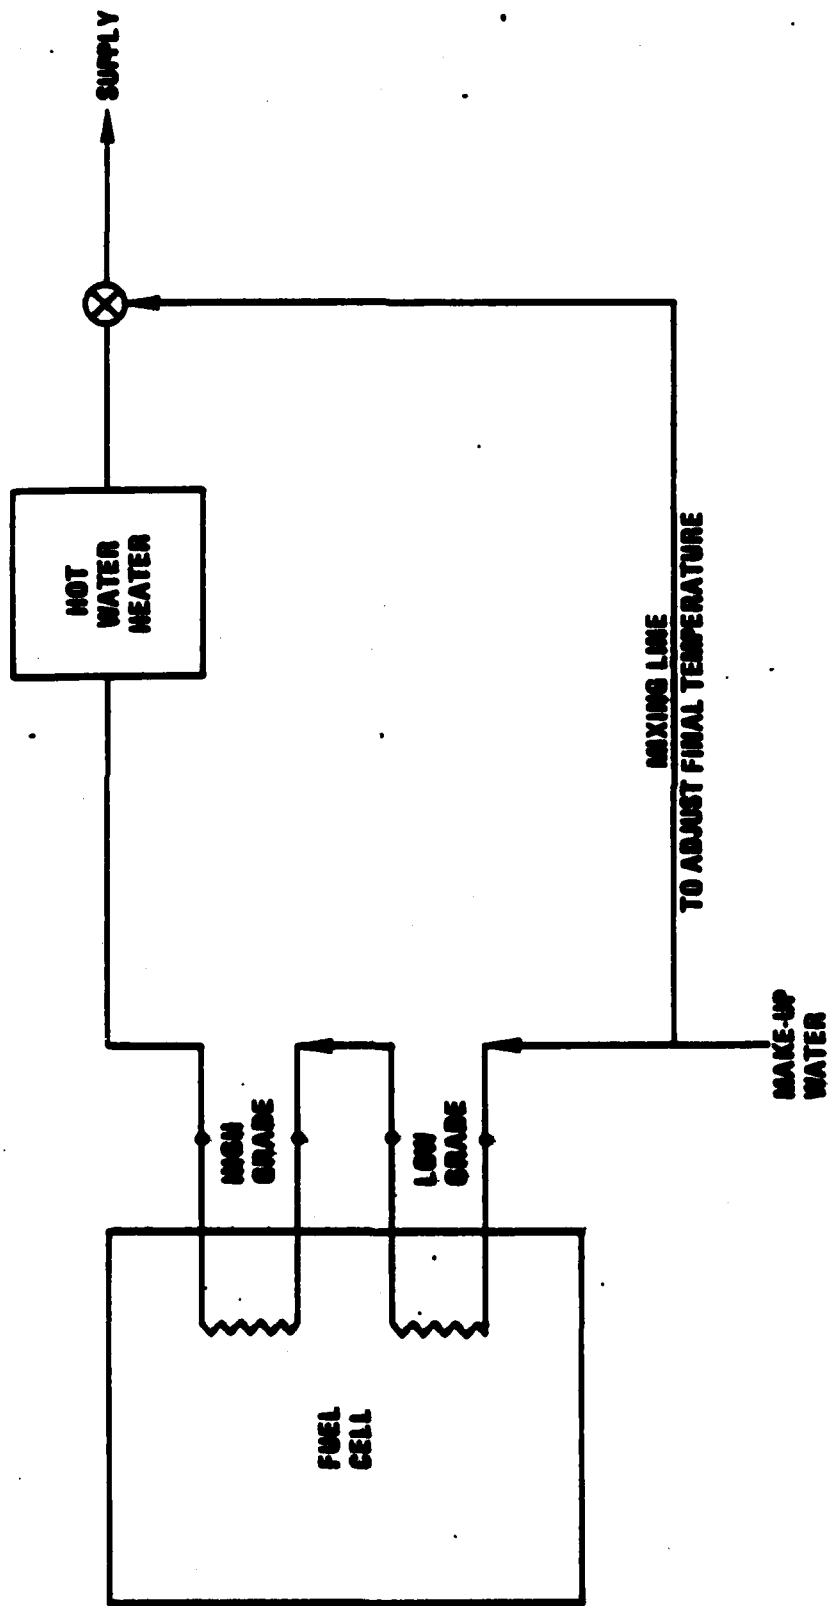 FUEL
CELL
HIGH
GRADE
LOW
GRADE
MAKE-UP
WATER
MIXING LINE
TO ADJUST FINAL TEMPERATURE
HOT
WATER
HEATER
SUPPLY